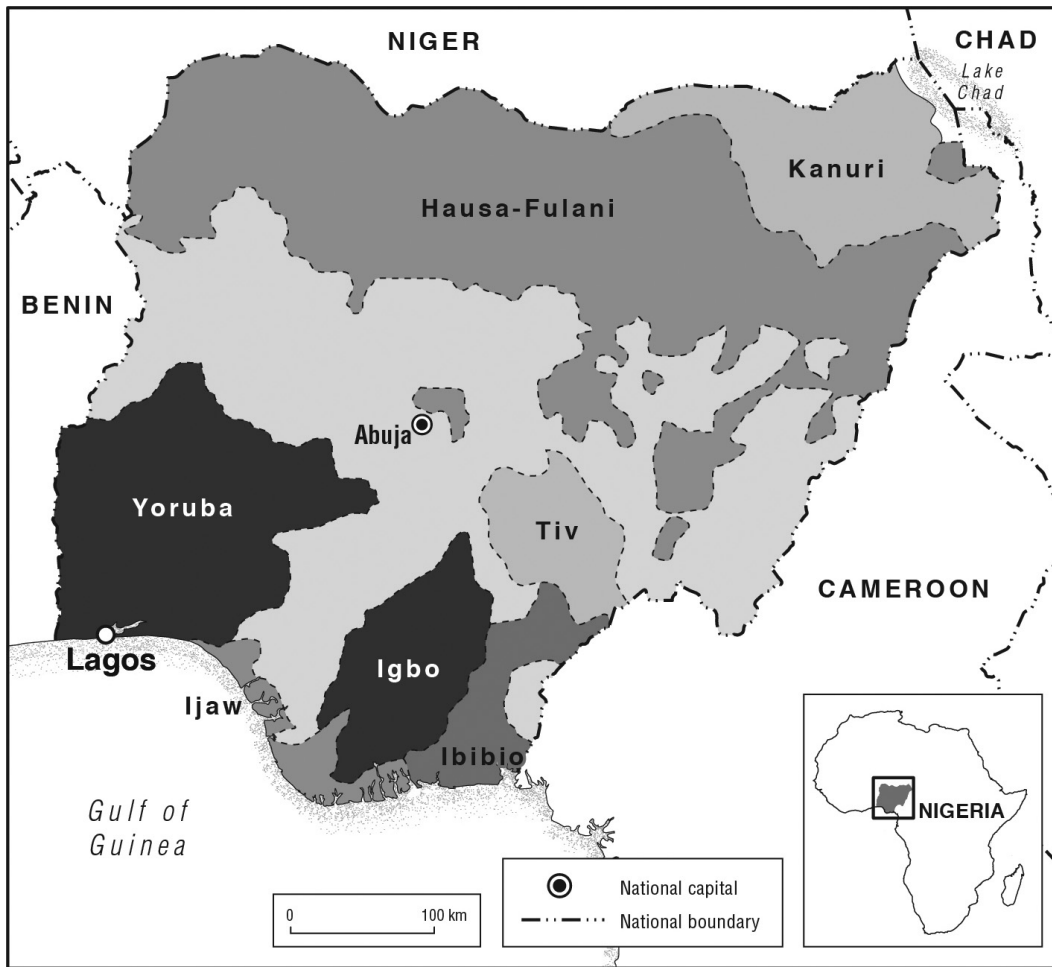 NIGER
CHAD
Lake
Chad
Kanuri
Hausa-Fulani
BENIN
Abuja
Yoruba
Tiv
CAMEROON
Lagos
Igbo
Ijaw
Ibibio
Gulf of
Guinea
NIGERIA
National capital
0 100 km
National boundary